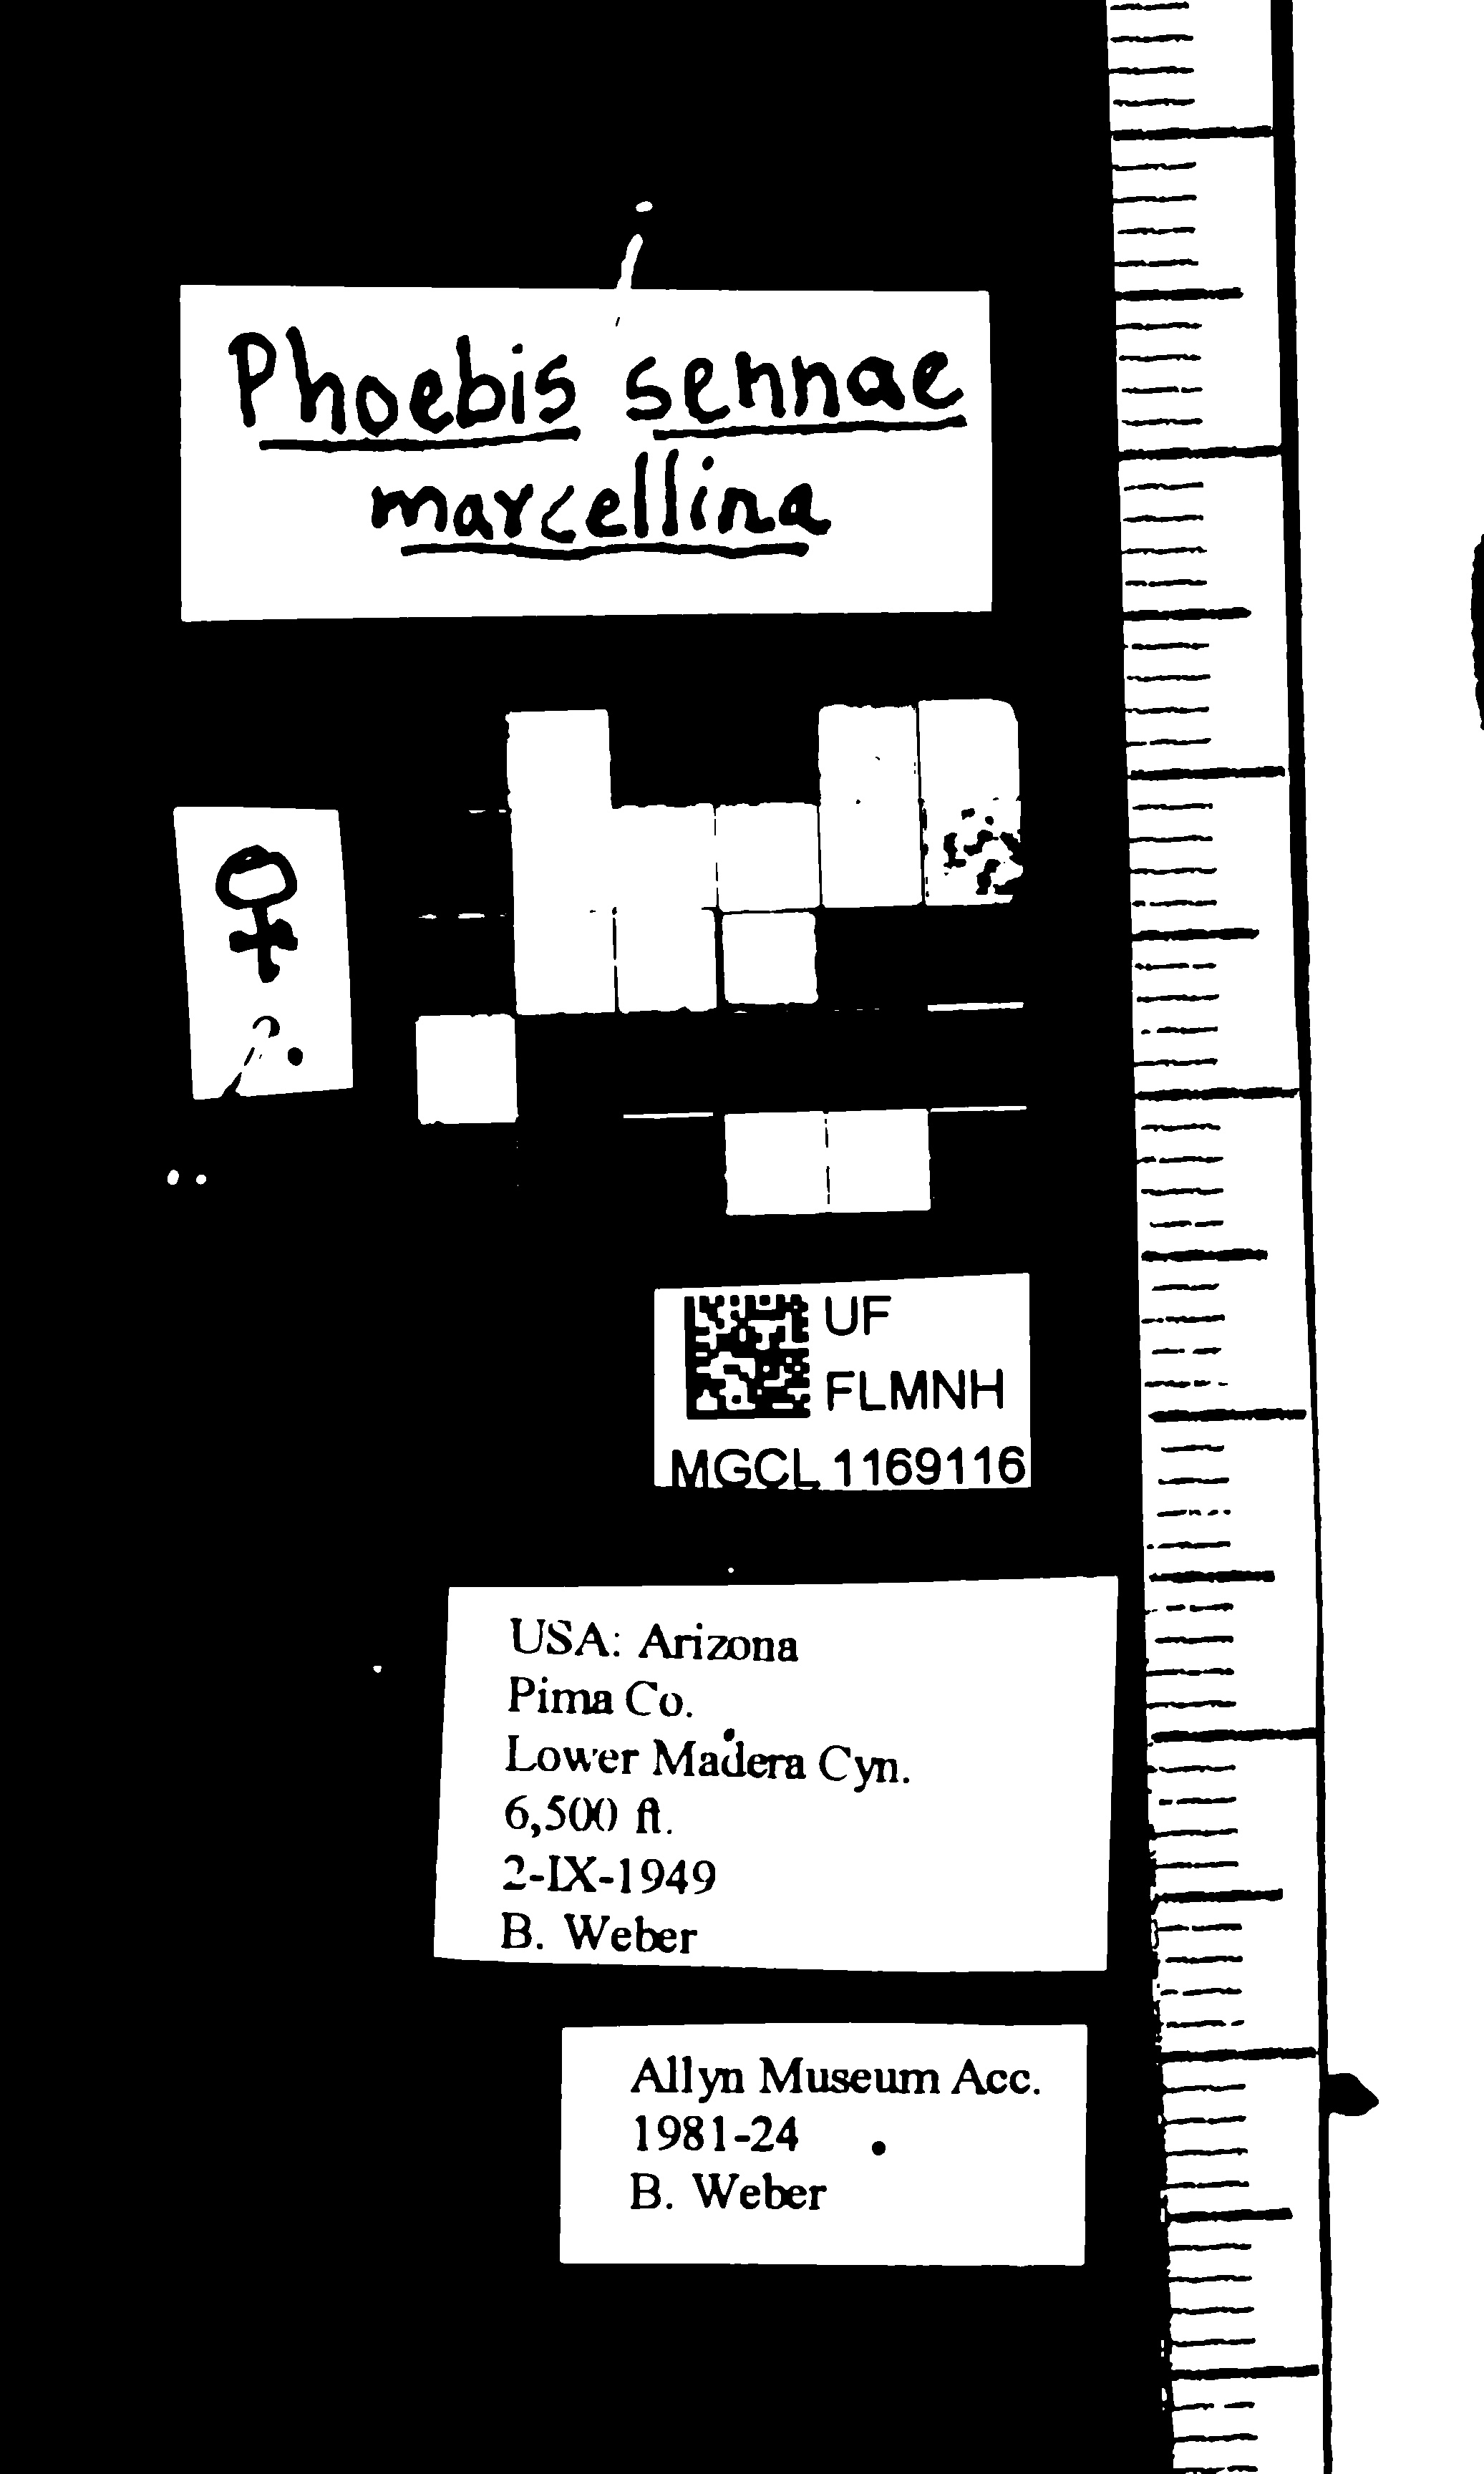 Phoebis sennae
marcellina
♀
?.
UF
FLMNH
MGCL 1169116
USA: Arizona
Pima Co.
Lower Madera Cyn.
6,500 ft.
2-IX-1949
B. Weber
Allyn Museum Acc.
1981-24
B. Weber